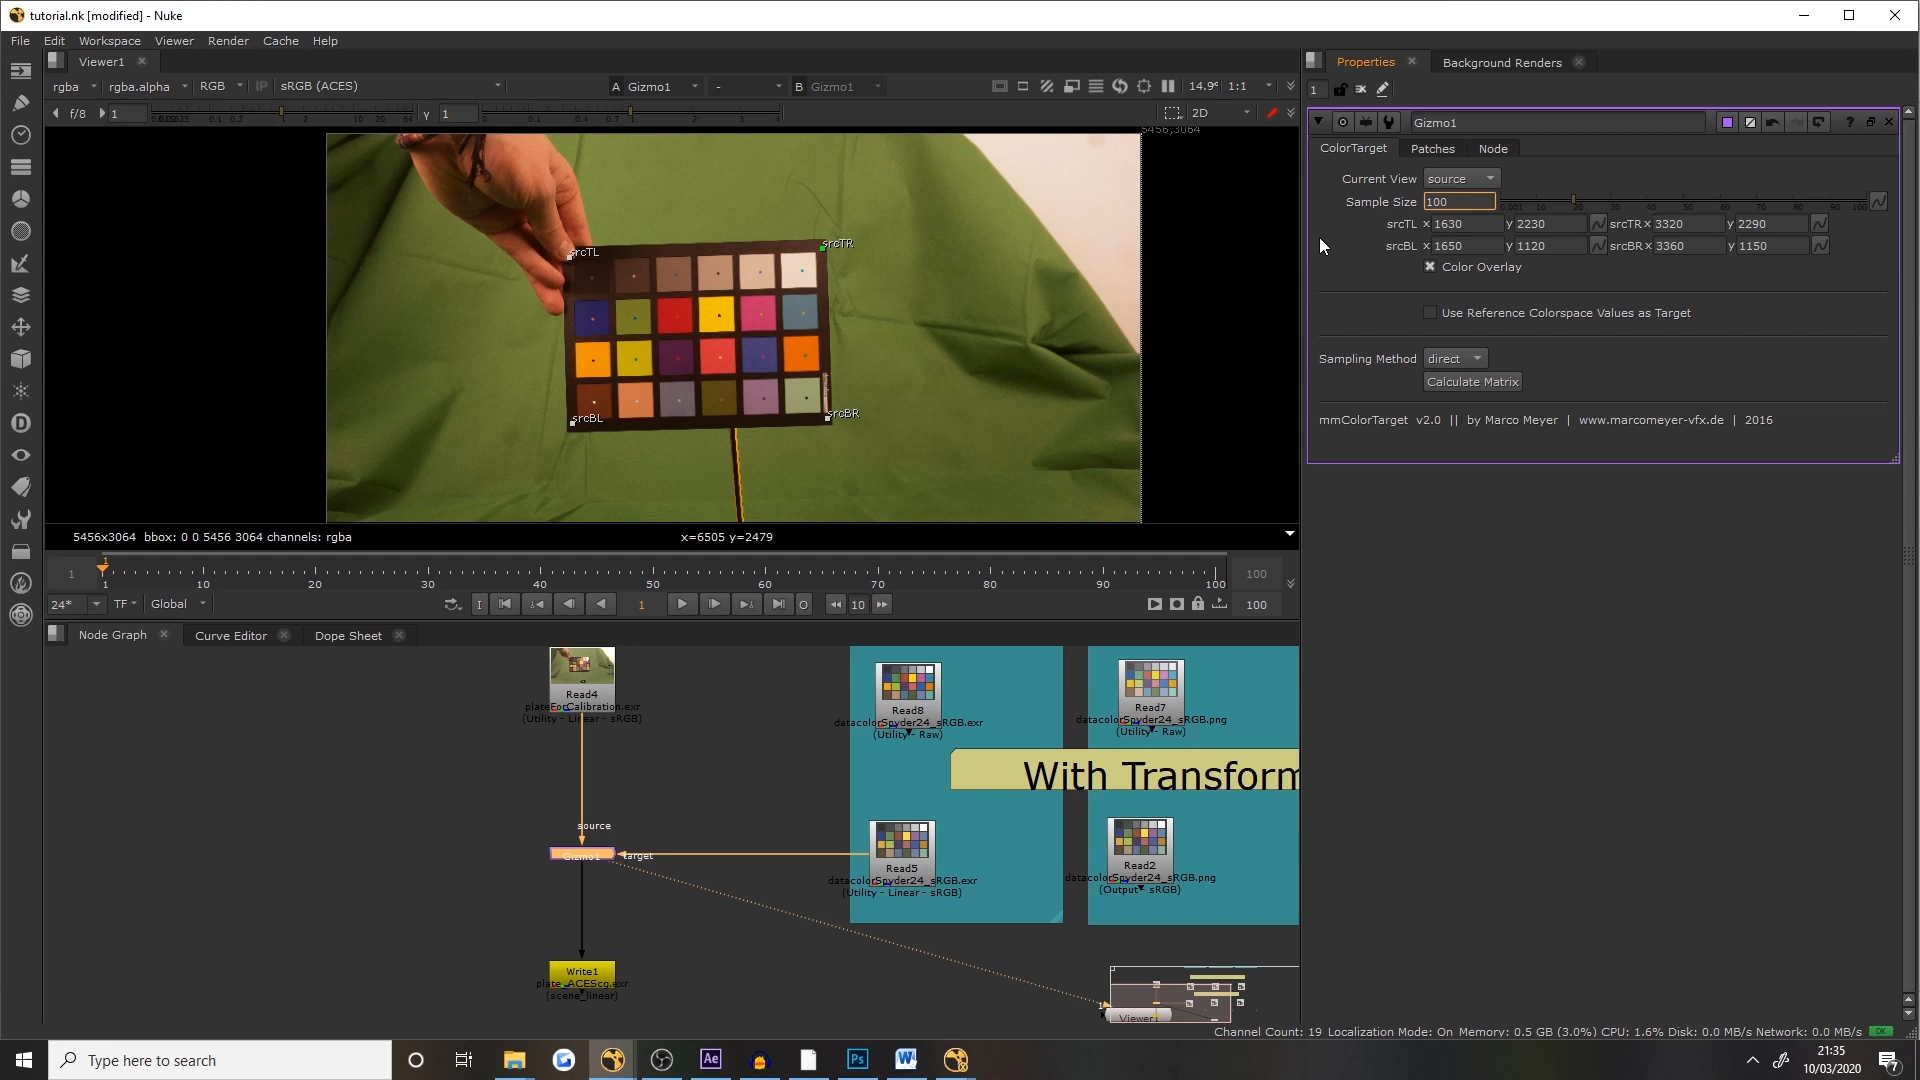 tutorial.nk [modified] - Nuke
File Edit Workspace Viewer Render Cache Help
Viewer1
rgba rgba.alpha RGB IP sRGB (ACES) A Gizmo1 - B Gizmo1 14.9 1:1
f/8 1 γ 1 2D
5456,3064
srcTL
srcTR
srcBL
srcBR
5456x3064 bbox: 0 0 5456 3064 channels: rgba x=6505 y=2479
1 1 10 20 30 40 50 60 70 80 90 100 100
24* TF Global I 1 O 10 100
Node Graph Curve Editor Dope Sheet
Read4
plateForCalibration.exr
(Utility - Linear - sRGB)
Read8
datacolorSpyder24_sRGB.exr
(Utility - Raw)
Read7
datacolorSpyder24_sRGB.png
(Utility - Raw)
With Transform
source
Gizmo1 target
Read5
datacolorSpyder24_sRGB.exr
(Utility - Linear - sRGB)
Read2
datacolorSpyder24_sRGB.png
(Output - sRGB)
Write1
plate_ACEScg.exr
(scene_linear)
1
Viewer1
Properties Background Renders
1
Gizmo1
ColorTarget Patches Node
Current View source
Sample Size 100
srcTL x 1630 y 2230 srcTR x 3320 y 2290
srcBL x 1650 y 1120 srcBR x 3360 y 1150
Color Overlay
Use Reference Colorspace Values as Target
Sampling Method direct
Calculate Matrix
mmColorTarget v2.0 || by Marco Meyer | www.marcomeyer-vfx.de | 2016
Channel Count: 19 Localization Mode: On Memory: 0.5 GB (3.0%) CPU: 1.6% Disk: 0.0 MB/s Network: 0.0 MB/s OK
Type here to search
21:35
10/03/2020
7